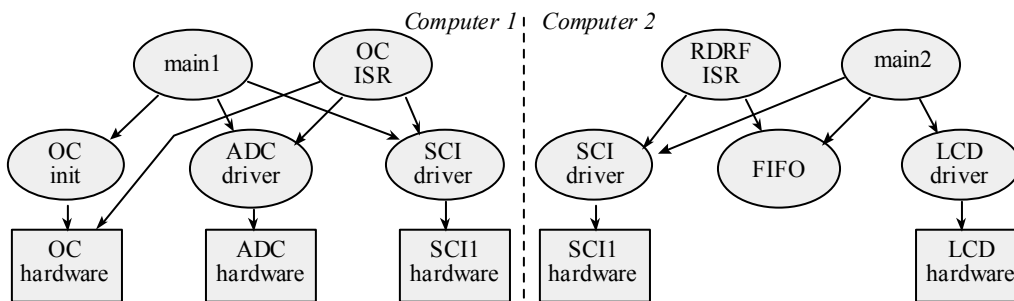 Computer 1
Computer 2
main1
OC
ISR
RDRF
ISR
main2
OC
init
ADC
driver
SCI
driver
SCI
driver
FIFO
LCD
driver
OC
hardware
ADC
hardware
SCI1
hardware
SCI1
hardware
LCD
hardware